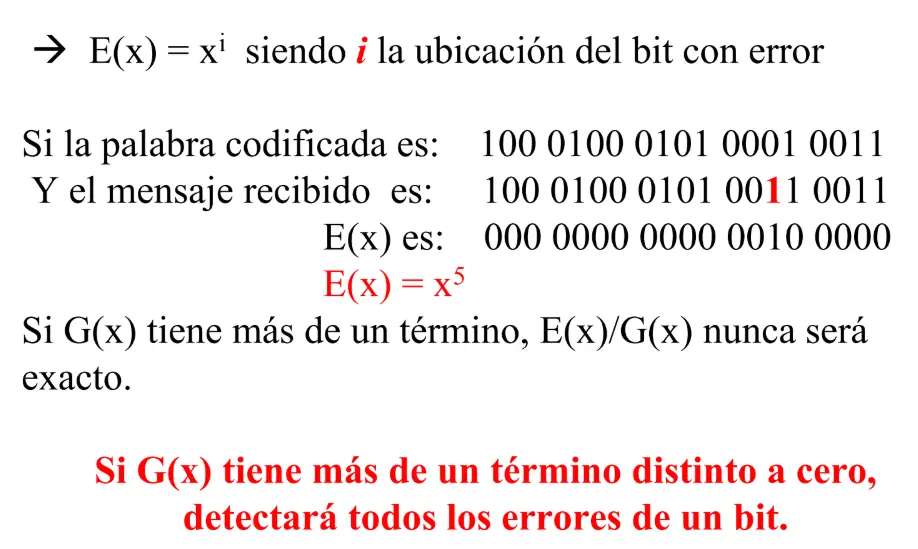 → E(x) = xⁱ siendo i la ubicación del bit con error
Si la palabra codificada es: 100 0100 0101 0001 0011
Y el mensaje recibido es: 100 0100 0101 0011 0011
E(x) es: 000 0000 0000 0010 0000
E(x) = x⁵
Si G(x) tiene más de un término, E(x)/G(x) nunca será
exacto.
Si G(x) tiene más de un término distinto a cero,
detectará todos los errores de un bit.